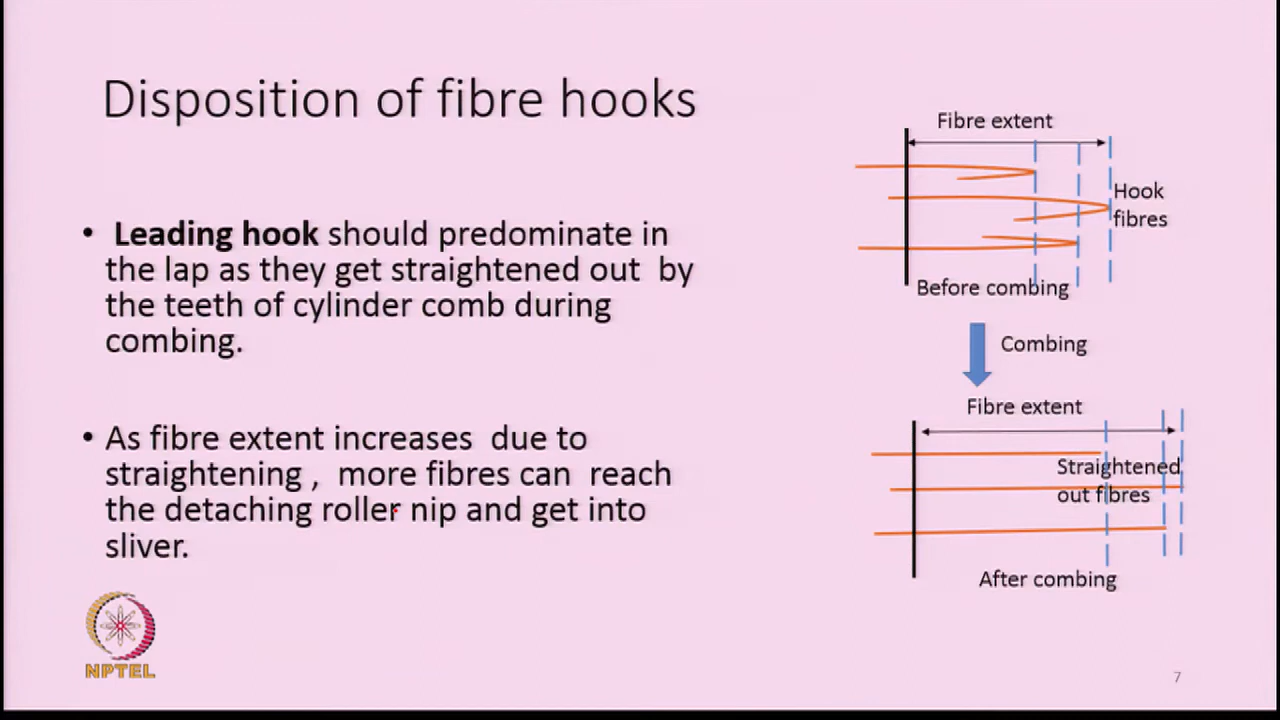 Disposition of fibre hooks
• Leading hook should predominate in
the lap as they get straightened out by
the teeth of cylinder comb during
combing.
• As fibre extent increases due to
straightening , more fibres can reach
the detaching roller nip and get into
sliver.
Fibre extent
Hook
fibres
Before combing
Combing
Fibre extent
Straightened
out fibres
After combing
NPTEL
7